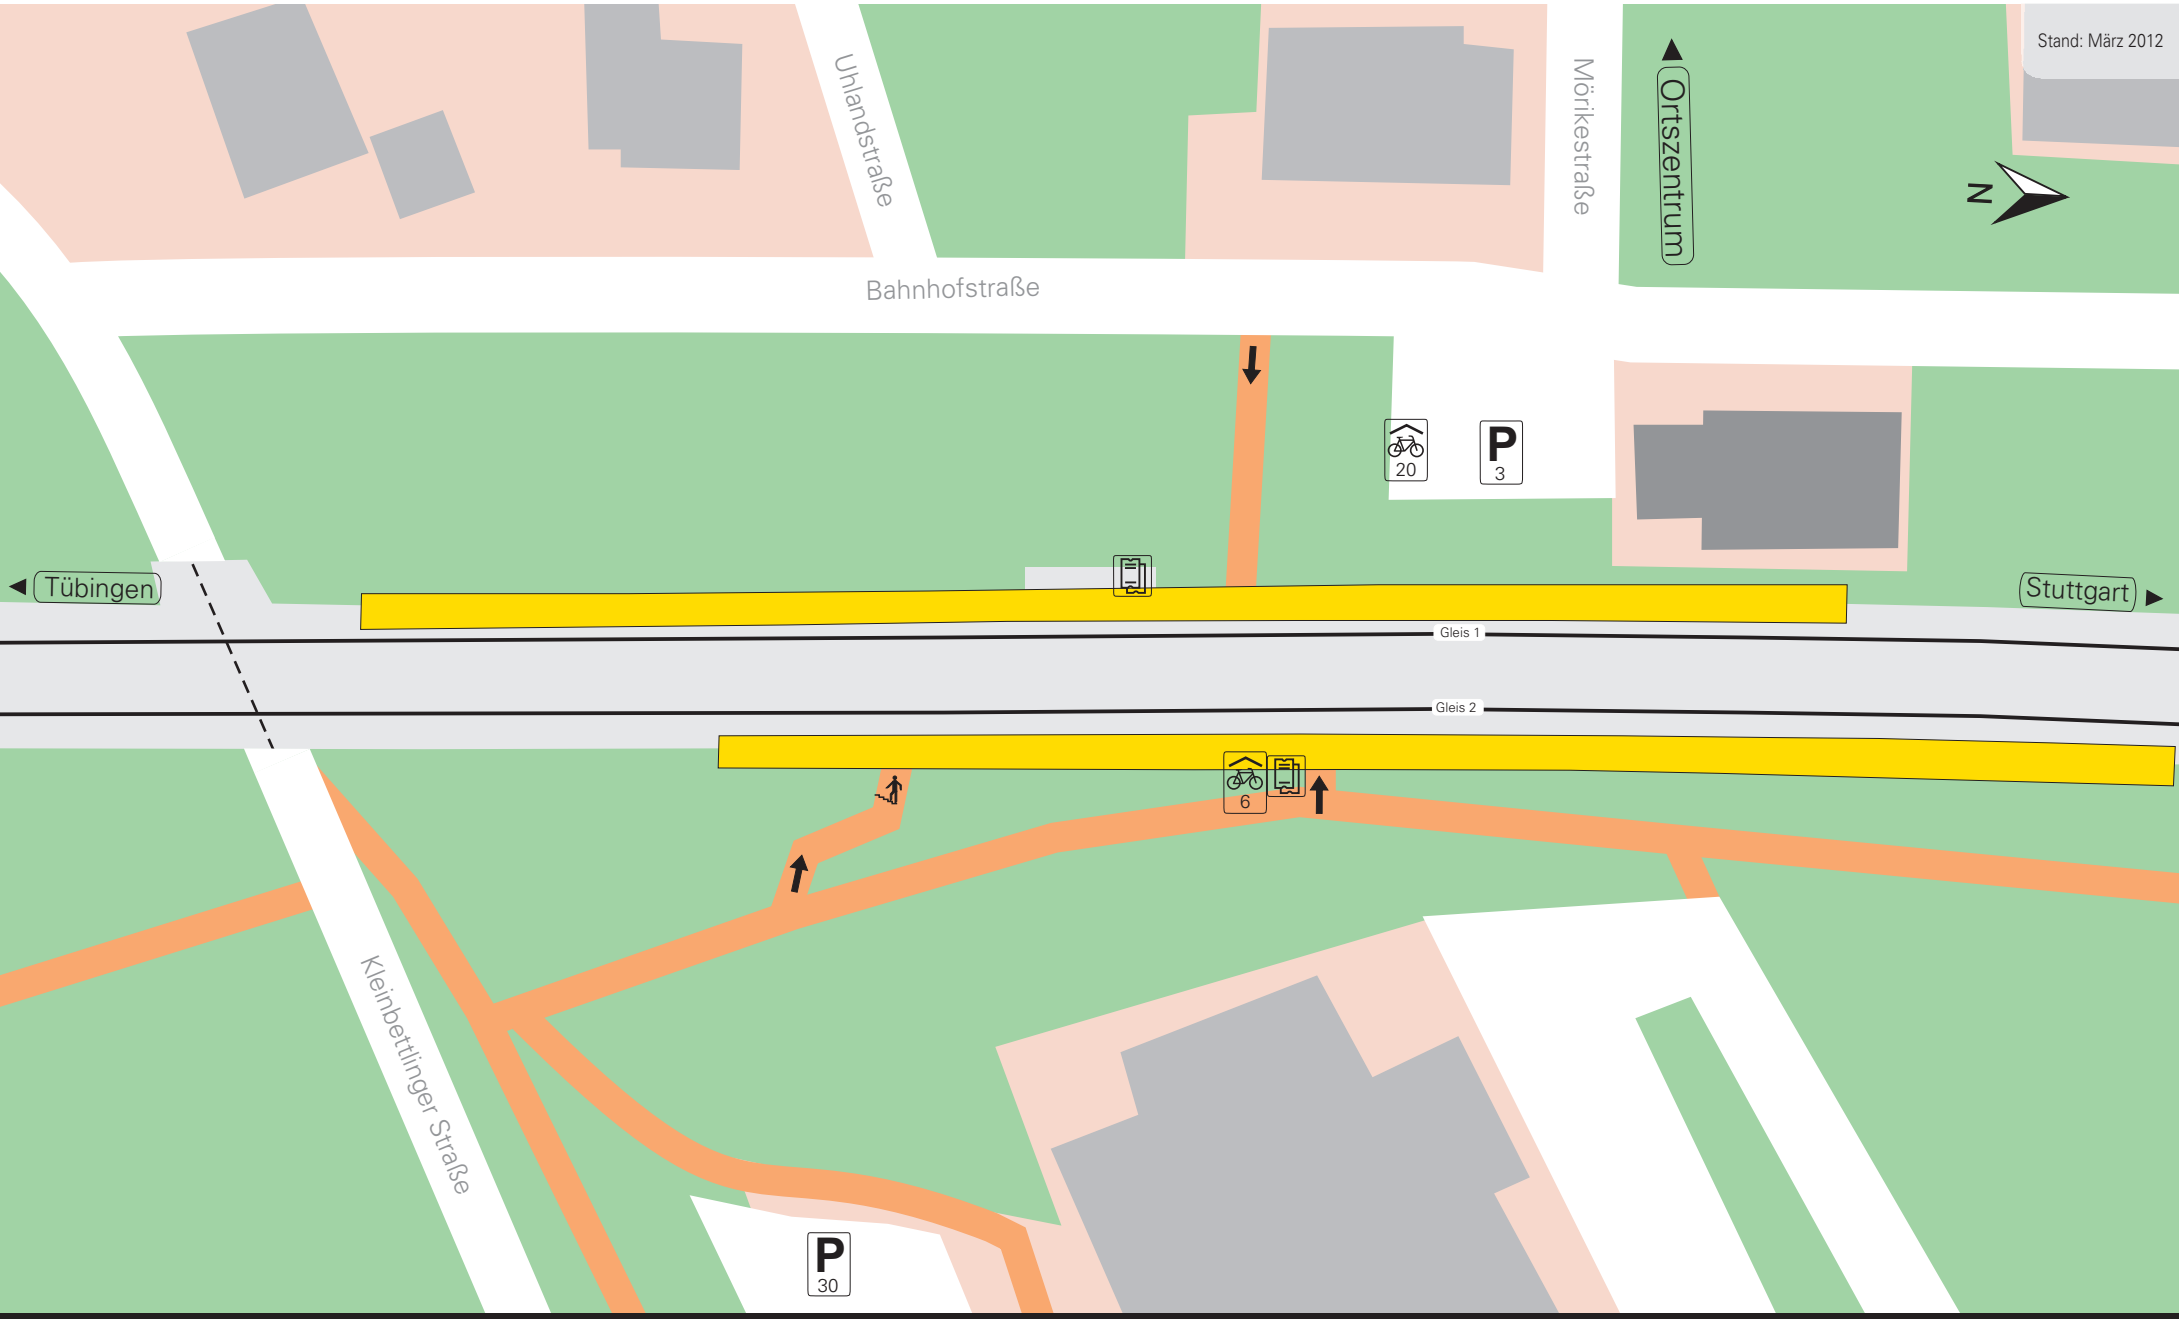 Stand: März 2012
Uhlandstraße
Mörikestraße
Ortszentrum
N
Bahnhofstraße
20
P
3
Tübingen
Stuttgart
Gleis 1
Gleis 2
6
Kleinbettlinger Straße
P
30